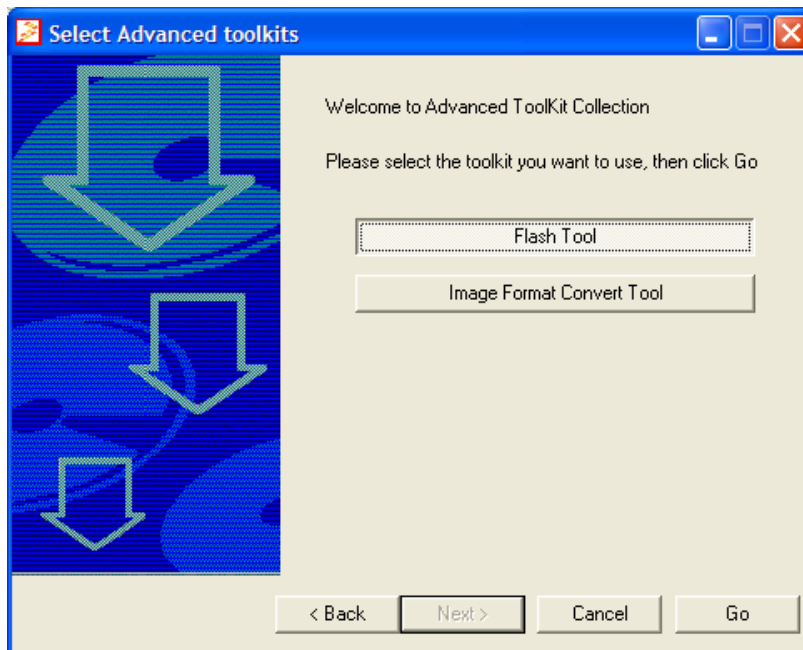 Select Advanced toolkits
Welcome to Advanced ToolKit Collection
Please select the toolkit you want to use, then click Go
Flash Tool
Image Format Convert Tool
< Back
Next >
Cancel
Go